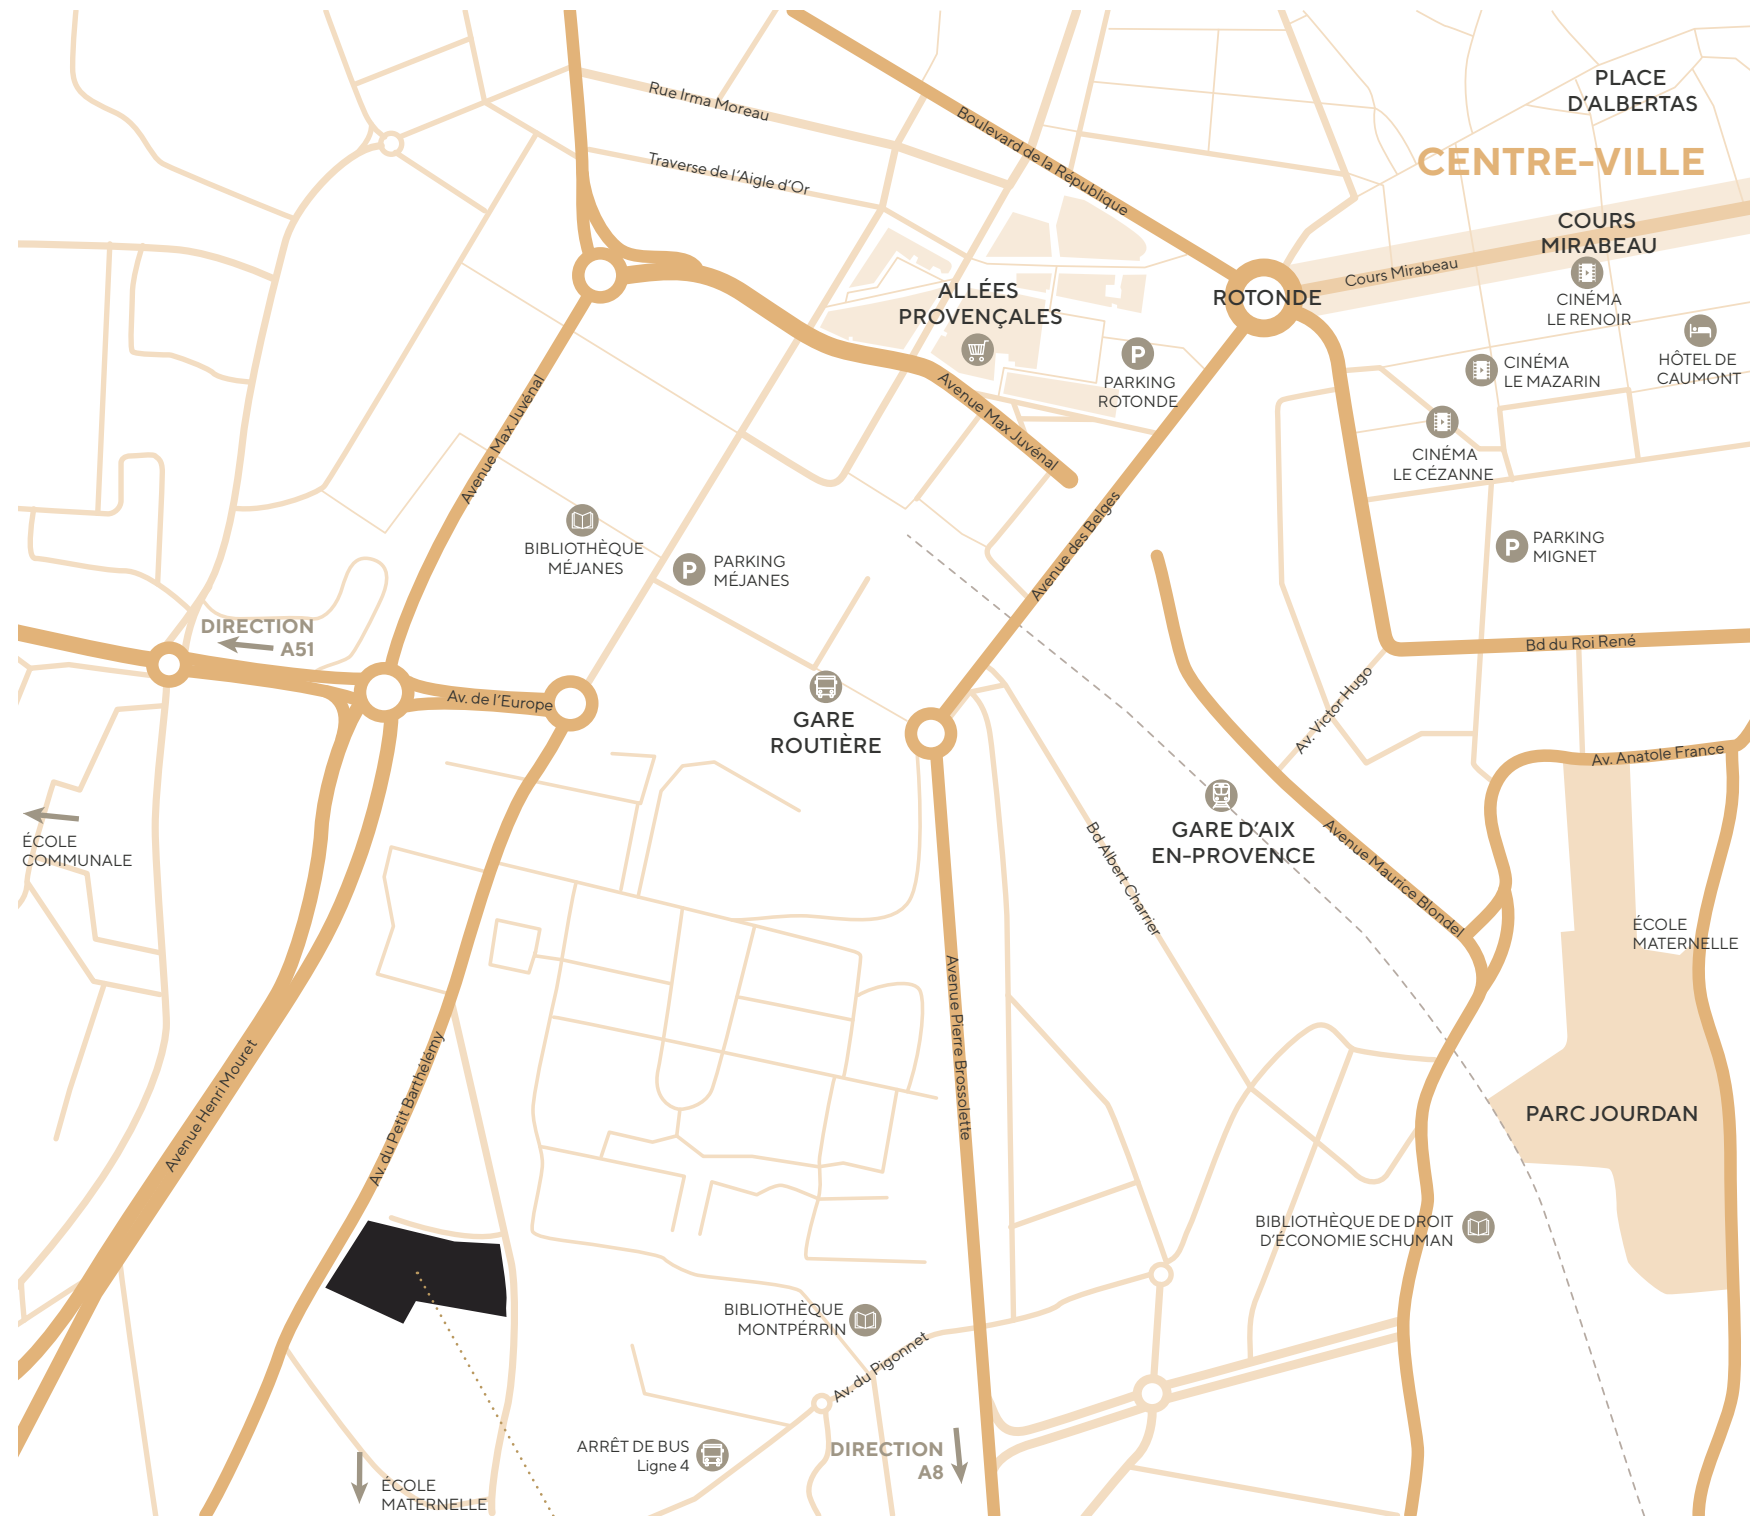 PLACE
D'ALBERTAS
Rue Irma Moreau
Boulevard de la République
CENTRE-VILLE
Traverse de l'Aigle d'Or
COURS
MIRABEAU
Cours Mirabeau
ALLÉES
PROVENÇALES
ROTONDE
CINÉMA
LE RENOIR
P
PARKING
ROTONDE
CINÉMA
LE MAZARIN
HÔTEL DE
CAUMONT
Avenue Max Juvénal
Avenue Max Juvénal
CINÉMA
LE CÉZANNE
BIBLIOTHÈQUE
MÉJANES
P
PARKING
MÉJANES
Avenue des Belges
P
PARKING
MIGNET
DIRECTION
A51
Bd du Roi René
Av. de l'Europe
GARE
ROUTIÈRE
Av. Victor Hugo
Av. Anatole France
ÉCOLE
COMMUNALE
GARE D'AIX
EN-PROVENCE
Bd Albert Charrier
Avenue Maurice Blondel
ÉCOLE
MATERNELLE
Avenue Pierre Brossolette
Avenue Henri Mouret
Av. du Petit Barthélémy
PARC JOURDAN
BIBLIOTHÈQUE DE DROIT
D'ÉCONOMIE SCHUMAN
BIBLIOTHÈQUE
MONTPÉRRIN
Av. du Pigonnet
ARRÊT DE BUS
Ligne 4
DIRECTION
A8
ÉCOLE
MATERNELLE